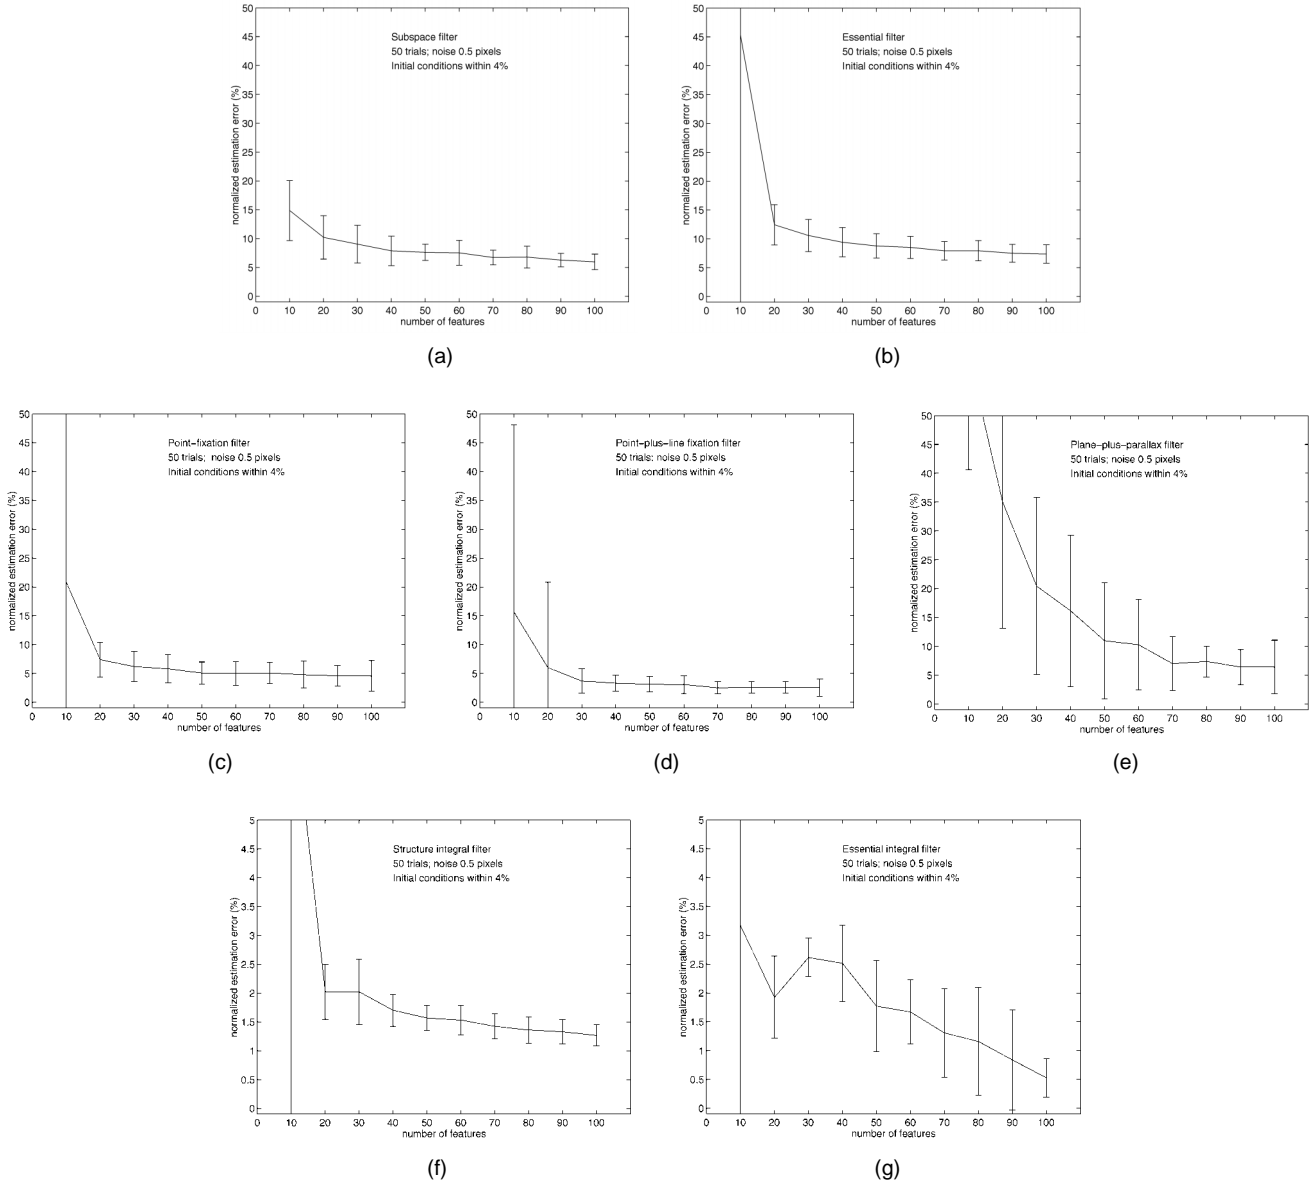 50
45
40
35
30
25
20
15
10
5
0
normalized estimation error (%)
Subspace filter
50 trials; noise 0.5 pixels
Initial conditions within 4%
0 10 20 30 40 50 60 70 80 90 100
number of features
(a)
50
45
40
35
30
25
20
15
10
5
0
normalized estimation error (%)
Essential filter
50 trials; noise 0.5 pixels
Initial conditions within 4%
0 10 20 30 40 50 60 70 80 90 100
number of features
(b)
50
45
40
35
30
25
20
15
10
5
0
normalized estimation error (%)
Point-fixation filter
50 trials; noise 0.5 pixels
Initial conditions within 4%
0 10 20 30 40 50 60 70 80 90 100
number of features
(c)
50
45
40
35
30
25
20
15
10
5
0
normalized estimation error (%)
Point-plus-line fixation filter
50 trials; noise 0.5 pixels
Initial conditions within 4%
0 10 20 30 40 50 60 70 80 90 100
number of features
(d)
50
45
40
35
30
25
20
15
10
5
0
normalized estimation error (%)
Plane-plus-parallax filter
50 trials; noise 0.5 pixels
Initial conditions within 4%
0 10 20 30 40 50 60 70 80 90 100
number of features
(e)
5
4.5
4
3.5
3
2.5
2
1.5
1
0.5
0
normalized estimation error (%)
Structure integral filter
50 trials; noise 0.5 pixels
Initial conditions within 4%
0 10 20 30 40 50 60 70 80 90 100
number of features
(f)
5
4.5
4
3.5
3
2.5
2
1.5
1
0.5
0
normalized estimation error (%)
Essential integral filter
50 trials; noise 0.5 pixels
Initial conditions within 4%
0 10 20 30 40 50 60 70 80 90 100
number of features
(g)